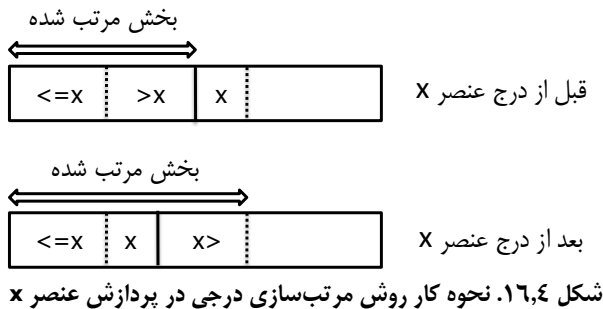 بخش مرتب شده
<=x >x x
قبل از درج عنصر x
بخش مرتب شده
<=x x x>
بعد از درج عنصر x
شکل ١٦,٤. نحوه کار روش مرتب‌سازی درجی در پردازش عنصر x